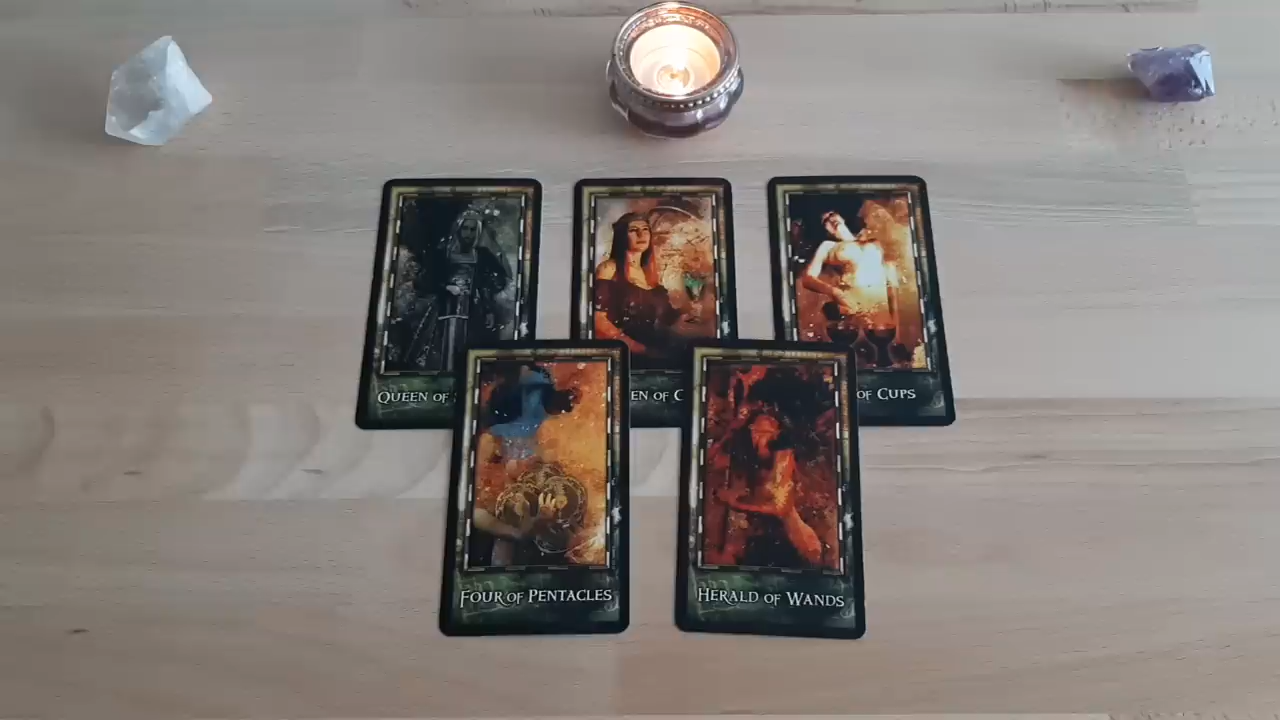 QUEEN OF
EN OF C
OF CUPS
FOUR OF PENTACLES
HERALD OF WANDS